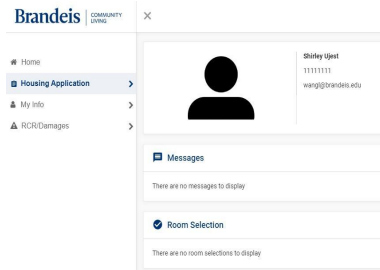 Brandeis COMMUNITY
LIVING
Home
Housing Application
My Info
RCR/Damages
Shirley Ujest
11111111
wangl@brandeis.edu
Messages
There are no messages to display
Room Selection
There are no room selections to display